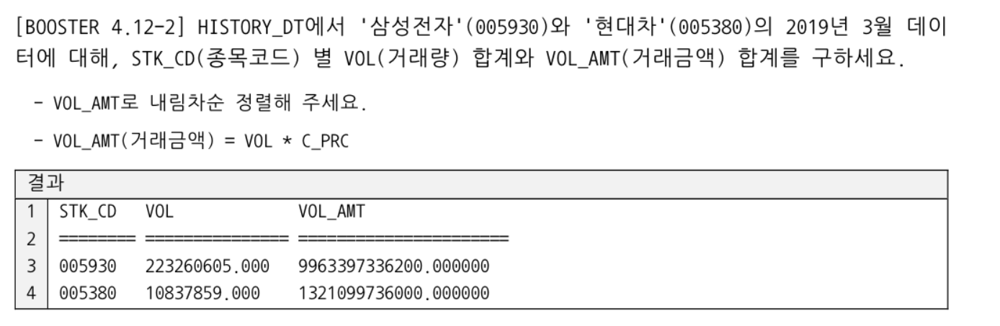 [BOOSTER 4.12-2] HISTORY_DT에서 '삼성전자'(005930)와 '현대차'(005380)의 2019년 3월 데이
터에 대해, STK_CD(종목코드) 별 VOL(거래량) 합계와 VOL_AMT(거래금액) 합계를 구하세요.
- VOL_AMT로 내림차순 정렬해 주세요.
- VOL_AMT(거래금액) = VOL * C_PRC
결과
1 STK_CD VOL VOL_AMT
2 ======== =============== ======================
3 005930 223260605.000 9963397336200.000000
4 005380 10837859.000 1321099736000.000000